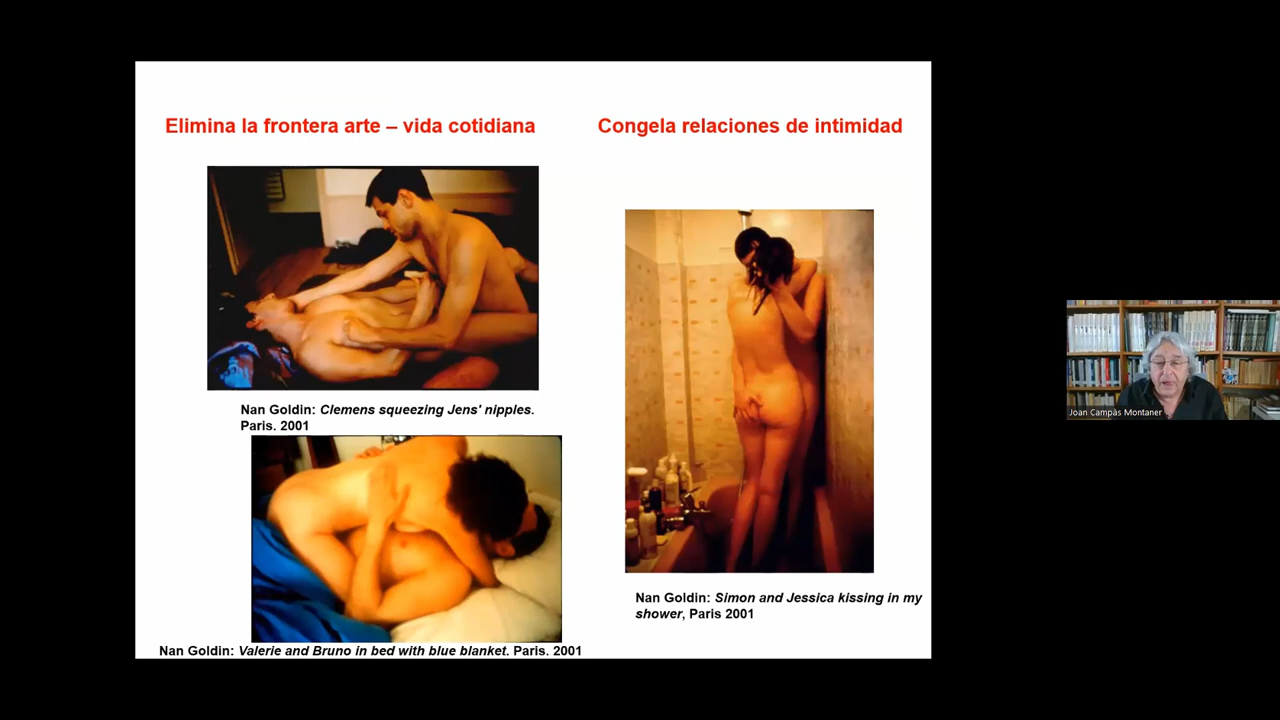 Elimina la frontera arte – vida cotidiana
Congela relaciones de intimidad
Nan Goldin: Clemens squeezing Jens' nipples.
Paris. 2001
Nan Goldin: Valerie and Bruno in bed with blue blanket. Paris. 2001
Nan Goldin: Simon and Jessica kissing in my
shower, Paris 2001
Joan Campàs Montaner